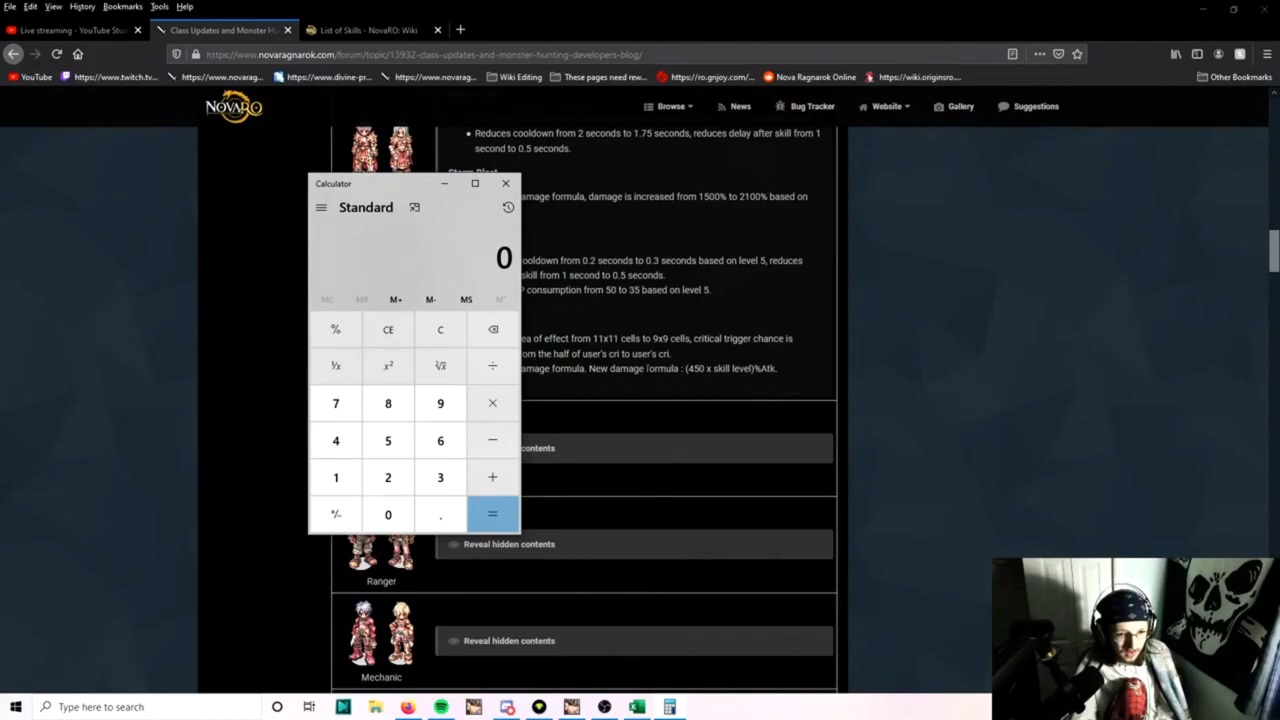 File Edit View History Bookmarks Tools Help
Live streaming - YouTube Stu
Class Updates and Monster Hu
List of Skills - NovaRO: Wiki
https://www.novaragnarok.com/forum/topic/13932-class-updates-and-monster-hunting-developers-blog/
YouTube
https://www.twitch.tv...
https://www.novarag...
https://www.divine-pr...
https://www.novarag...
Wiki Editing
These pages need rew...
https://ro.gnjoy.com/...
Nova Ragnarok Online
https://wiki.originsro....
Other Bookmarks
NOVARO
Browse
News
Bug Tracker
Website
Gallery
Suggestions
Reduces cooldown from 2 seconds to 1.75 seconds, reduces delay after skill from 1
second to 0.5 seconds.
amage formula, damage is increased from 1500% to 2100% based on
ooldown from 0.2 seconds to 0.3 seconds based on level 5, reduces
skill from 1 second to 0.5 seconds.
P consumption from 50 to 35 based on level 5.
ea of effect from 11x11 cells to 9x9 cells, critical trigger chance is
om the half of user's cri to user's cri.
amage formula. New damage formula : (450 x skill level)%Atk.
ontents
Reveal hidden contents
Ranger
Reveal hidden contents
Mechanic
Calculator
Standard
0
MC MR M+ M- MS
% CE C
¹/x x² ²√x ÷
7 8 9 ×
4 5 6 −
1 2 3 +
+/- 0 . =
Type here to search